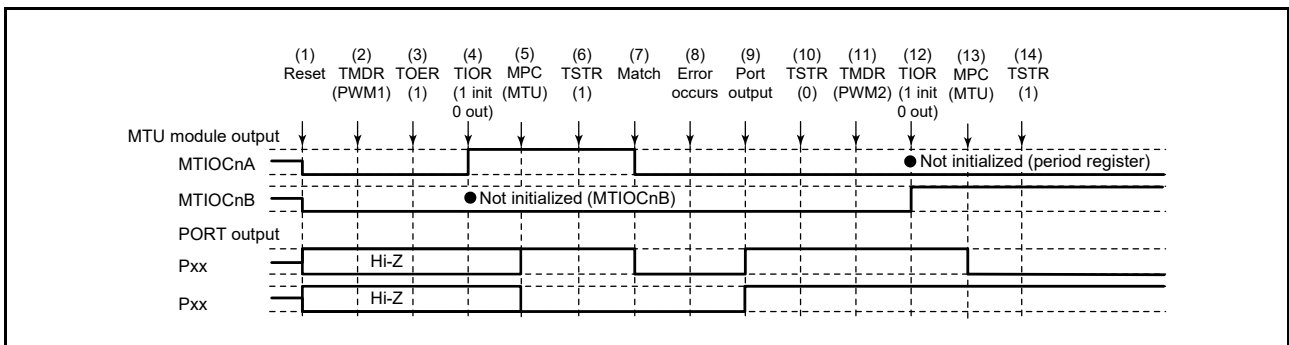 (1) (2) (3) (4) (5) (6) (7) (8) (9) (10) (11) (12) (13) (14)
Reset TMDR TOER TIOR MPC TSTR Match Error Port TSTR TMDR TIOR MPC TSTR
(PWM1) (1) (1 init (MTU) (1) occurs output (0) (PWM2) (1 init (MTU) (1)
0 out) 0 out)
MTU module output
MTIOCnA ● Not initialized (period register)
MTIOCnB ● Not initialized (MTIOCnB)
PORT output
Pxx Hi-Z
Pxx Hi-Z